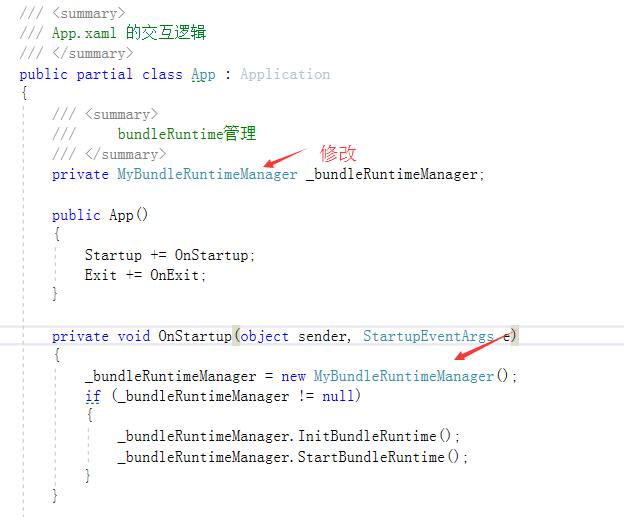 /// <summary>
/// App.xaml 的交互逻辑
/// </summary>
public partial class App : Application
{
/// <summary>
///     bundleRuntime管理
/// </summary>
修改
private MyBundleRuntimeManager _bundleRuntimeManager;
public App()
{
Startup += OnStartup;
Exit += OnExit;
}
private void OnStartup(object sender, StartupEventArgs e)
{
_bundleRuntimeManager = new MyBundleRuntimeManager();
if (_bundleRuntimeManager != null)
{
_bundleRuntimeManager.InitBundleRuntime();
_bundleRuntimeManager.StartBundleRuntime();
}
}